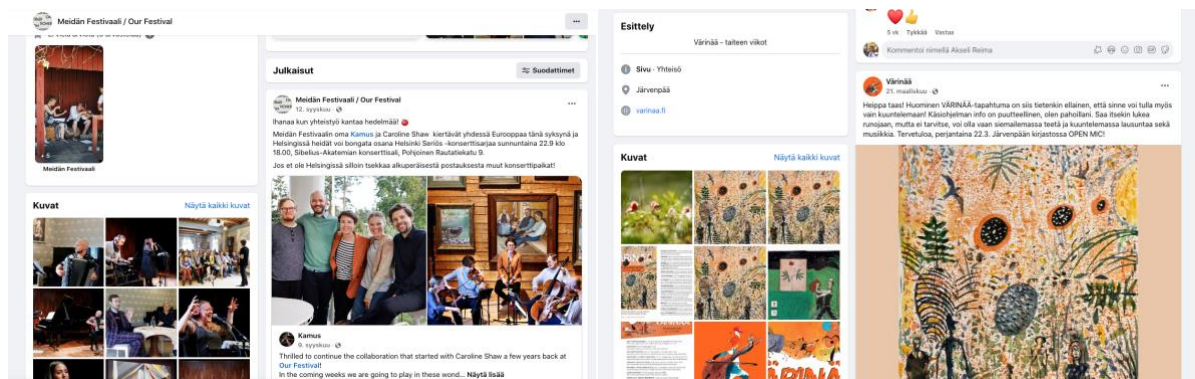 Meidän Festivaali / Our Festival
Meidän Festivaali
Kuvat
Näytä kaikki kuvat
Julkaisut
Suodattimet
Meidän Festivaali / Our Festival
12. syyskuu
Ihanaa kun yhteistyö kantaa hedelmää!
Meidän Festivaalin oma Kamus ja Caroline Shaw kiertävät yhdessä Eurooppaa tänä syksynä ja
Helsingissä heidät voi bongata osana Helsinki Seriös -konserttisarjaa sunnuntaina 22.9 klo
18.00, Sibelius-Akatemian konserttisali, Pohjoinen Rautatiekatu 9.
Jos et ole Helsingissä silloin tsekkaa alkuperäisestä postauksesta muut konserttipaikat!
Kamus
9. syyskuu
Thrilled to continue the collaboration that started with Caroline Shaw a few years back at
Our Festival!
In the coming weeks we are going to play in these wond... Näytä lisää
Esittely
Värinää - taiteen viikot
Sivu · Yhteisö
Järvenpää
varinaa.fi
Kuvat
Näytä kaikki kuvat
5 vk Tykkää Vastaa
Kommentoi nimellä Akseli Reima
Värinää
21. maaliskuu
Heippa taas! Huominen VÄRINÄÄ-tapahtuma on siis tietenkin ellainen, että sinne voi tulla myös
vain kuuntelemaan! Käsiohjelman info on puutteellinen, olen pahoillani. Saa itsekin lukea
runojaan, mutta ei tarvitse, voi olla vaan siemailemassa teetä ja kuuntelemassa lausuntaa sekä
musiikkia. Tervetuloa, perjantaina 22.3. Järvenpään kirjastossa OPEN MIC!